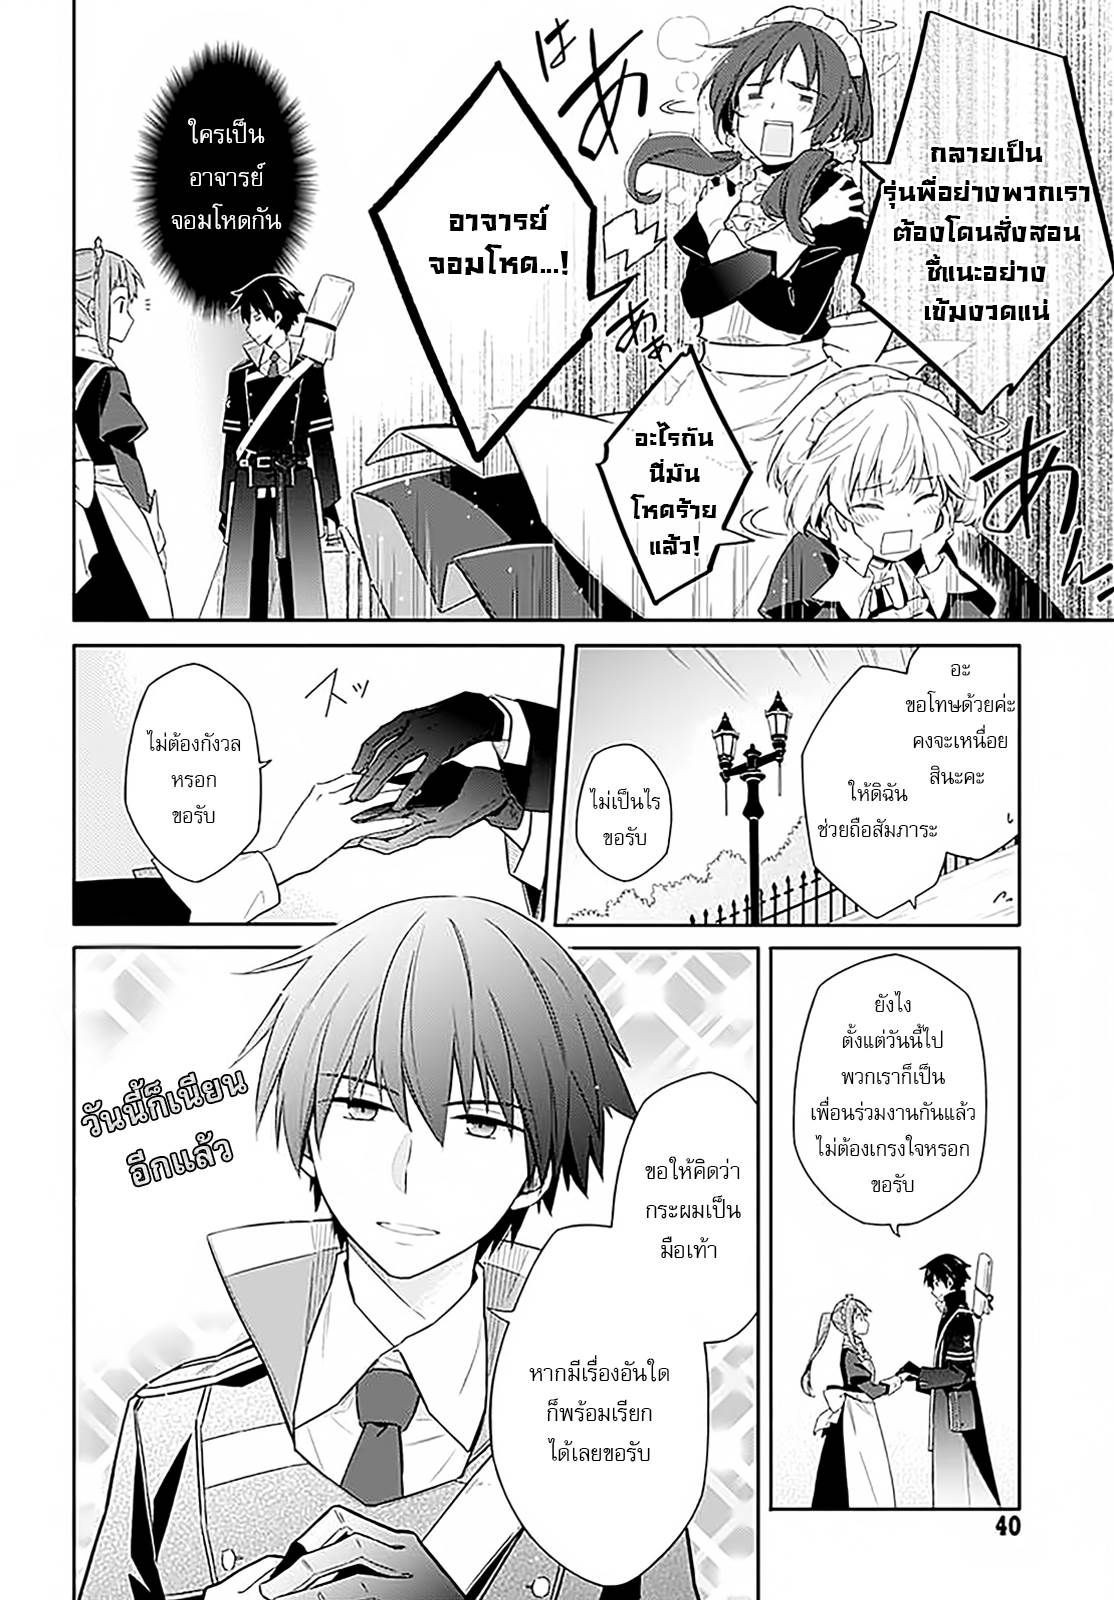 กลายเป็น
รุ่นพี่อย่างพวกเรา
ต้องโดนสั่งสอน
ชี้แนะอย่าง
เข้มงวดแน่
はぁ
อาจารย์
จอมโหด...!
ああぁ
อะไรกัน
นี่มัน
โหดร้าย
แล้ว!
あん
ใครเป็น
อาจารย์
จอมโหดกัน
อะ
ขอโทษด้วยค่ะ
คงจะเหนื่อย
สินะคะ
ให้ดิฉัน
ช่วยถือสัมภาระ
ไม่เป็นไร
ขอรับ
スッ
ไม่ต้องกังวล
หรอก
ขอรับ
ยังไง
ตั้งแต่วันนี้ไป
พวกเราก็เป็น
เพื่อนร่วมงานกันแล้ว
ไม่ต้องเกรงใจหรอก
ขอรับ
ขอให้คิดว่า
กระผมเป็น
มือเท้า
หากมีเรื่องอันใด
ก็พร้อมเรียก
ได้เลยขอรับ
วันนี้ก็เนียน
อีกแล้ว
40